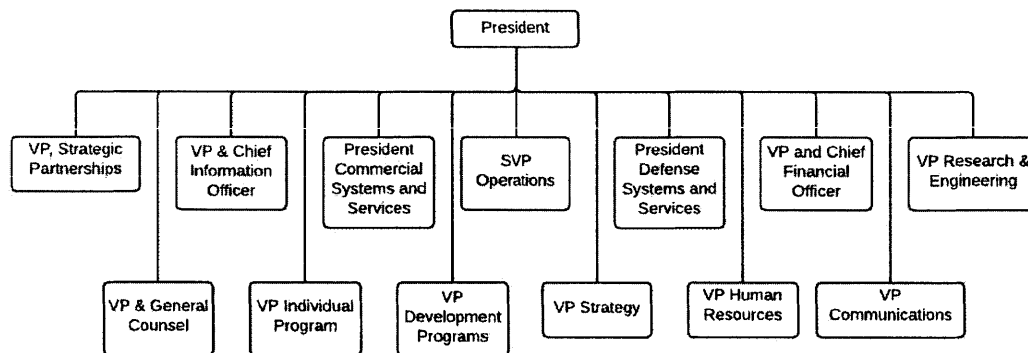 President
VP, Strategic
Partnerships
VP & Chief
Information
Officer
President
Commercial
Systems and
Services
SVP
Operations
President
Defense
Systems and
Services
VP and Chief
Financial
Officer
VP Research &
Engineering
VP & General
Counsel
VP Individual
Program
VP
Development
Programs
VP Strategy
VP Human
Resources
VP
Communications